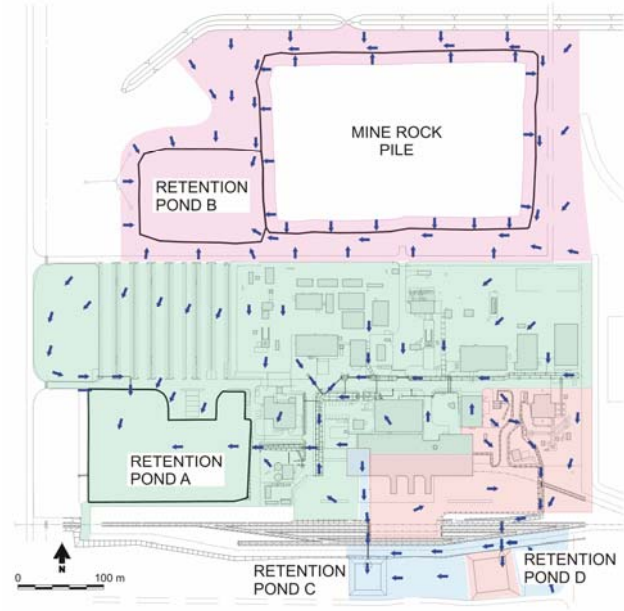 MINE ROCK
PILE
RETENTION
POND B
RETENTION
POND A
RETENTION
POND C
RETENTION
POND D
N
0
100 m